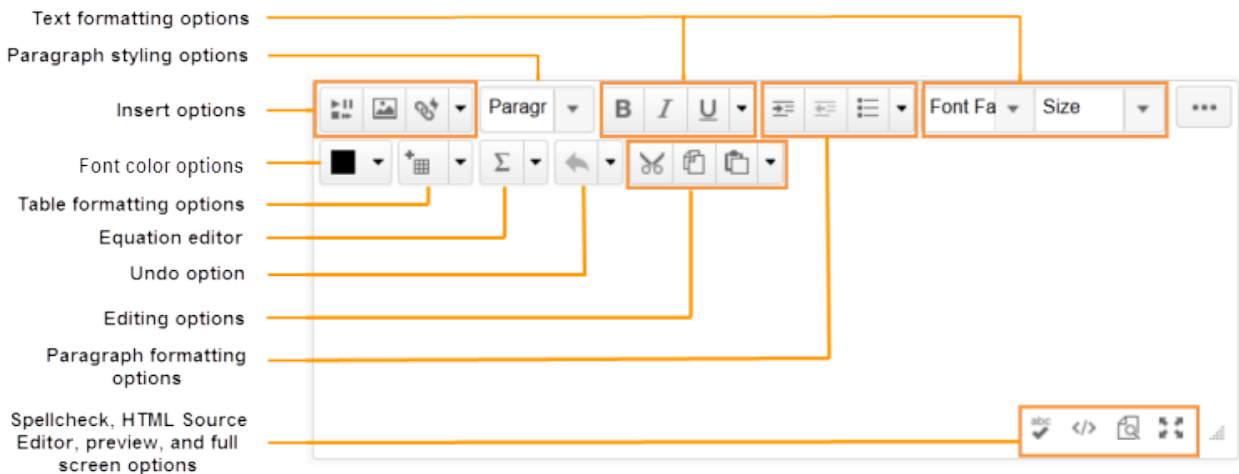 Text formatting options
Paragraph styling options
Insert options
Paragr
B I U
Font Fa
Size
Font color options
Σ
Table formatting options
Equation editor
Undo option
Editing options
Paragraph formatting
options
Spellcheck, HTML Source
Editor, preview, and full
screen options
abc
</>